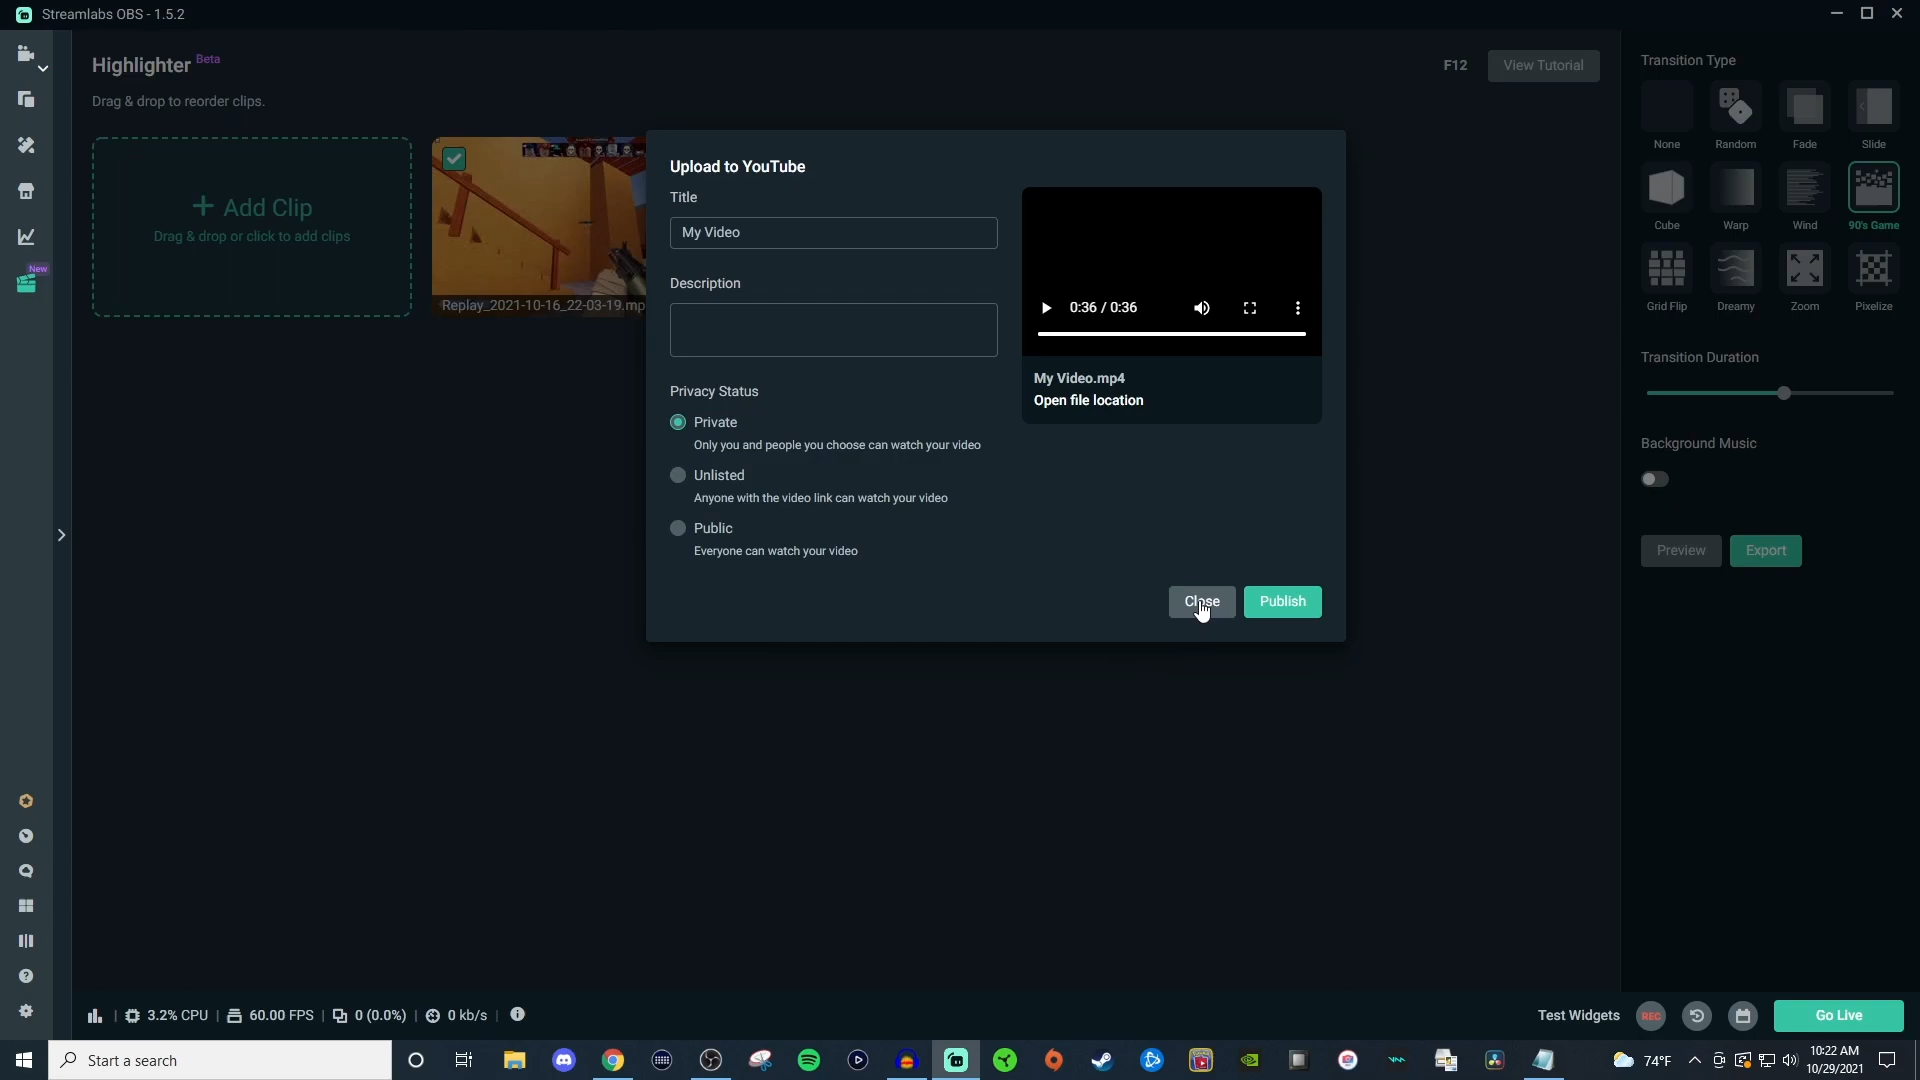 Streamlabs OBS - 1.5.2
Highlighter Beta
F12
View Tutorial
Drag & drop to reorder clips.
+ Add Clip
Drag & drop or click to add clips
Replay_2021-10-16_22-03-19.mp
New
Upload to YouTube
Title
My Video
Description
Privacy Status
Private
Only you and people you choose can watch your video
Unlisted
Anyone with the video link can watch your video
Public
Everyone can watch your video
0:36 / 0:36
My Video.mp4
Open file location
Close
Publish
Transition Type
None
Random
Fade
Slide
Cube
Warp
Wind
90's Game
Grid Flip
Dreamy
Zoom
Pixelize
Transition Duration
Background Music
Preview
Export
3.2% CPU
60.00 FPS
0 (0.0%)
0 kb/s
Test Widgets
REC
Go Live
Start a search
74°F
10:22 AM
10/29/2021